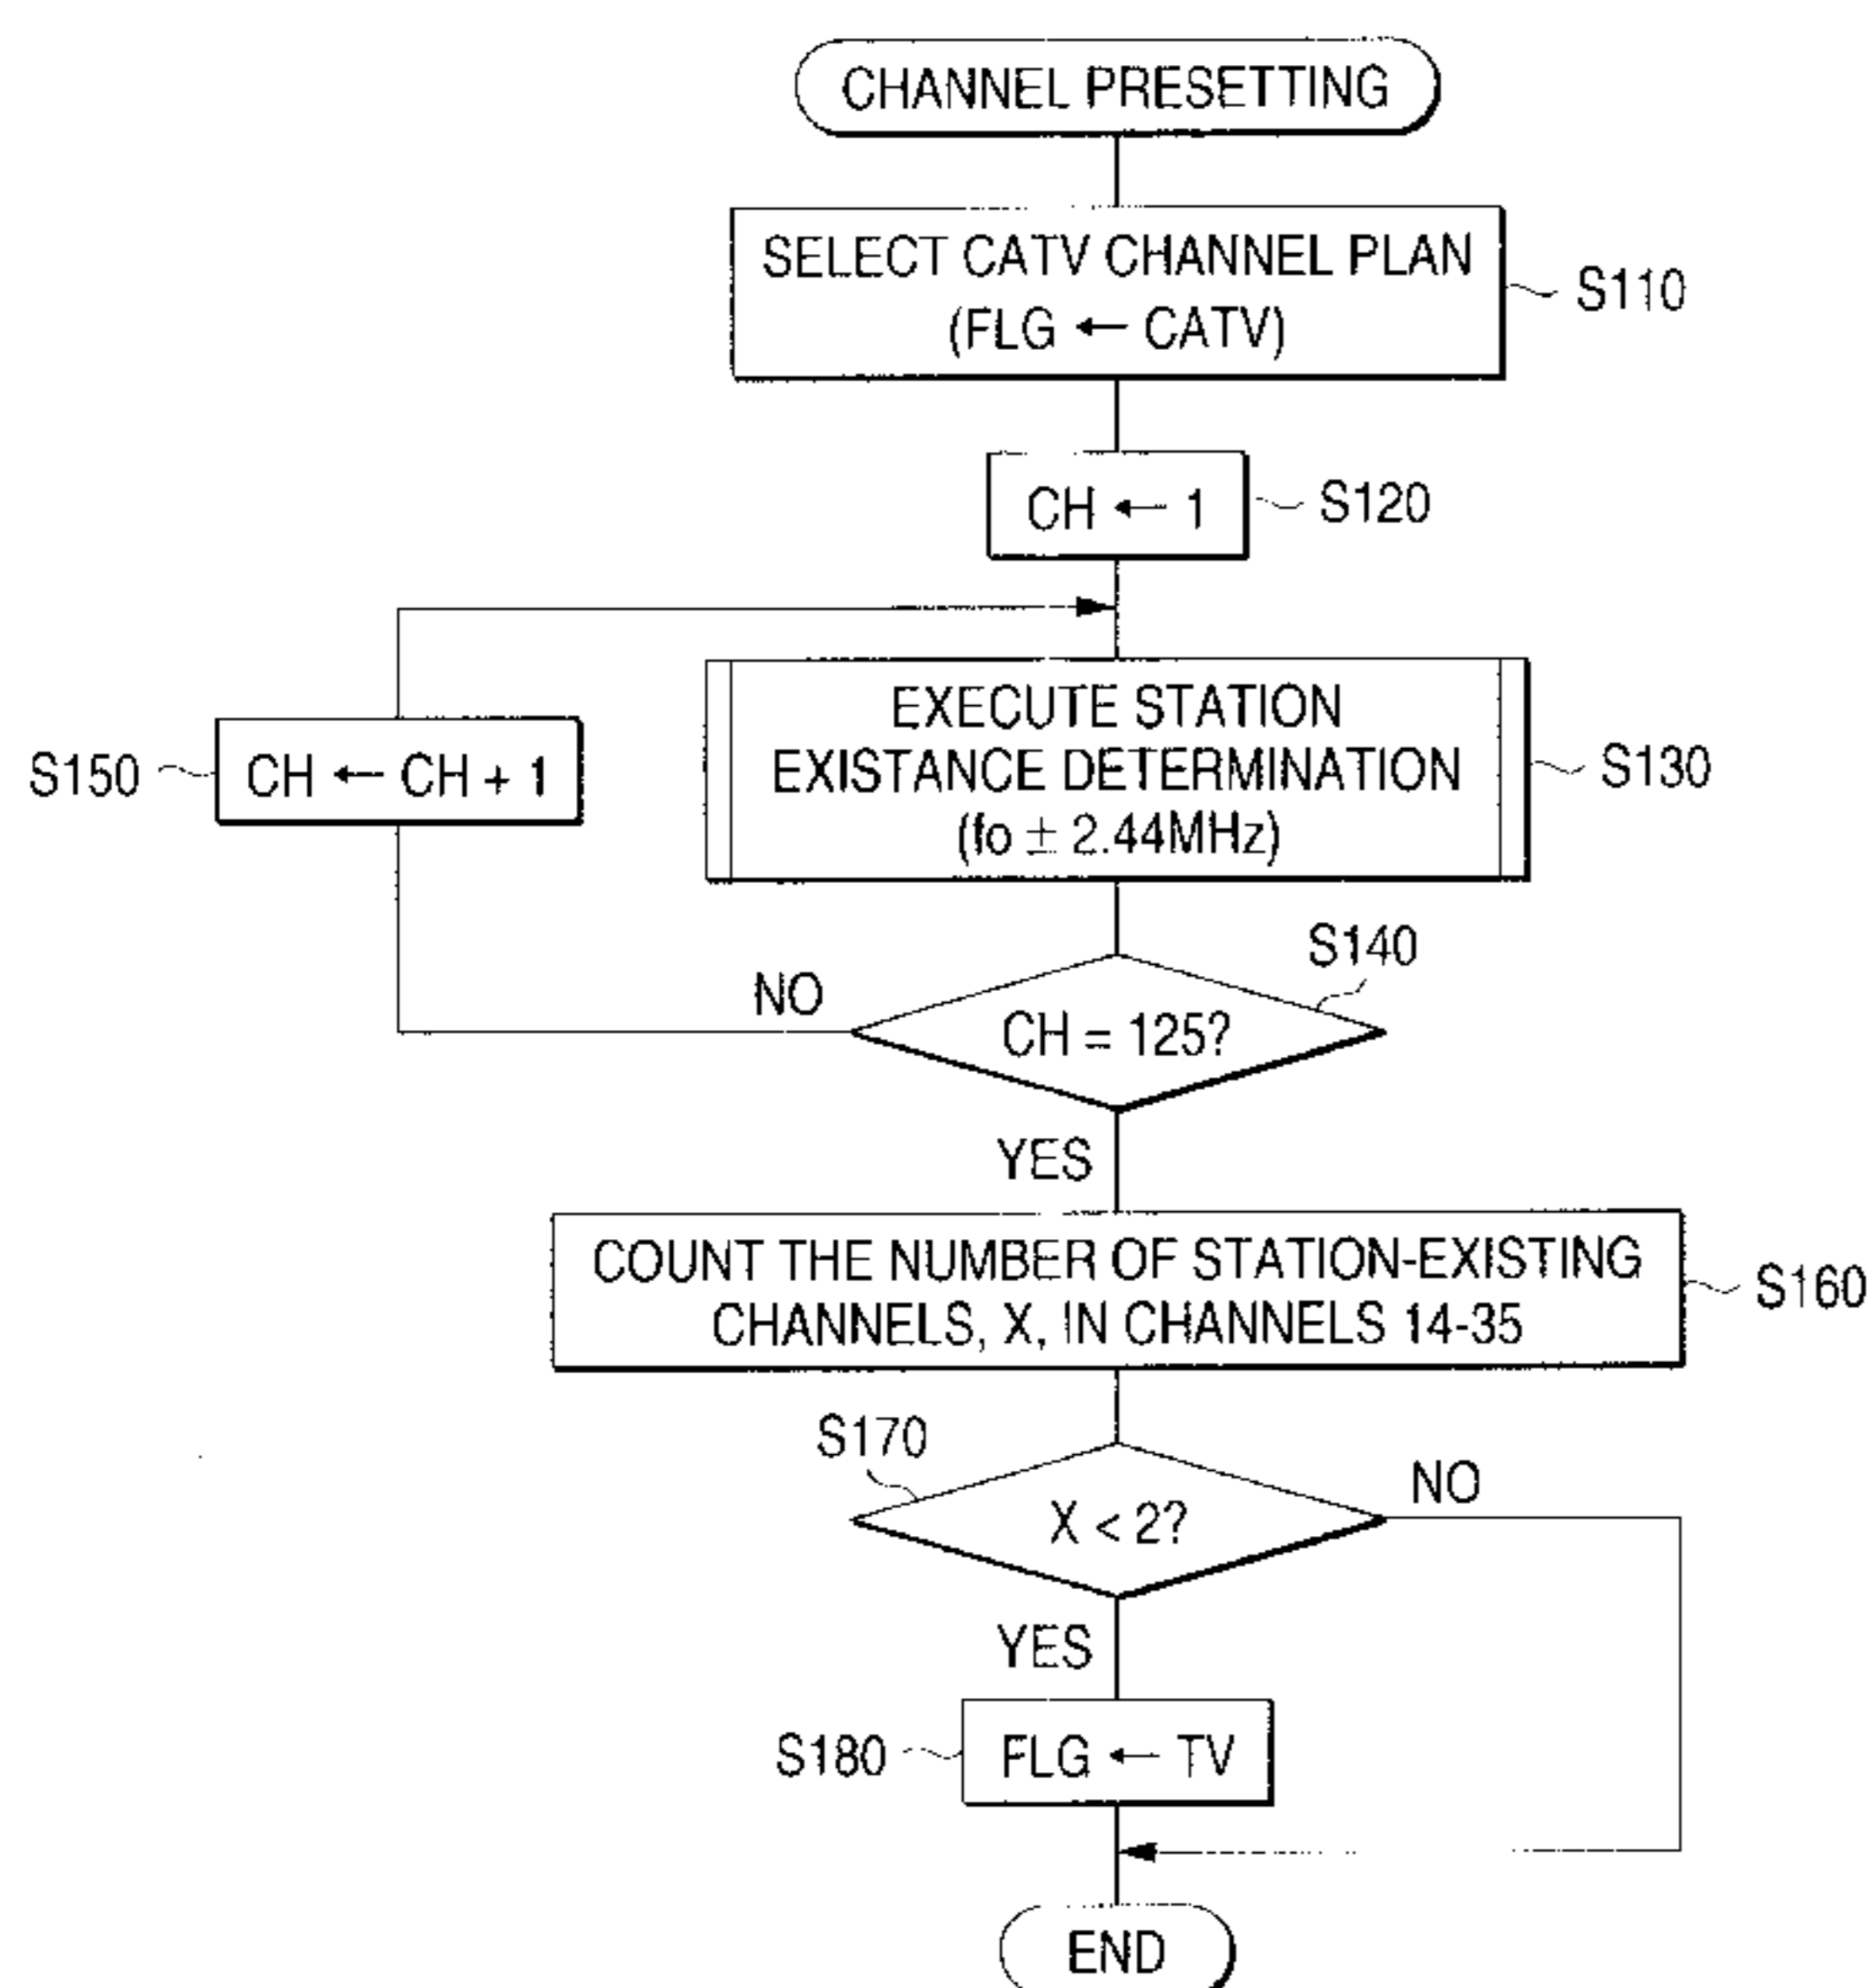 CHANNEL PRESETTING
SELECT CATV CHANNEL PLAN
(FLG ← CATV)
S110
CH ← 1
S120
EXECUTE STATION
EXISTANCE DETERMINATION
(fo ± 2.44MHz)
S130
S150
CH ← CH + 1
S140
NO
CH = 125?
YES
COUNT THE NUMBER OF STATION-EXISTING
CHANNELS, X, IN CHANNELS 14-35
S160
S170
NO
X < 2?
YES
S180
FLG ← TV
END